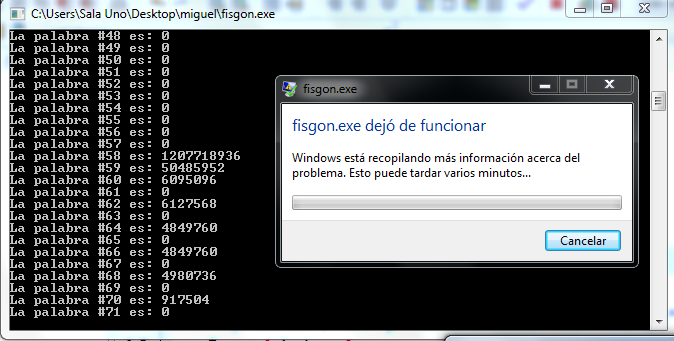 C:\Users\Sala Uno\Desktop\miguel\fisgon.exe
La palabra #48 es: 0
La palabra #49 es: 0
La palabra #50 es: 0
La palabra #51 es: 0
La palabra #52 es: 0
La palabra #53 es: 0
La palabra #54 es: 0
La palabra #55 es: 0
La palabra #56 es: 0
La palabra #57 es: 0
La palabra #58 es: 1207718936
La palabra #59 es: 50485952
La palabra #60 es: 6095096
La palabra #61 es: 0
La palabra #62 es: 6127568
La palabra #63 es: 0
La palabra #64 es: 4849760
La palabra #65 es: 0
La palabra #66 es: 4849760
La palabra #67 es: 0
La palabra #68 es: 4980736
La palabra #69 es: 0
La palabra #70 es: 917504
La palabra #71 es: 0
fisgon.exe
fisgon.exe dejó de funcionar
Windows está recopilando más información acerca del
problema. Esto puede tardar varios minutos...
Cancelar